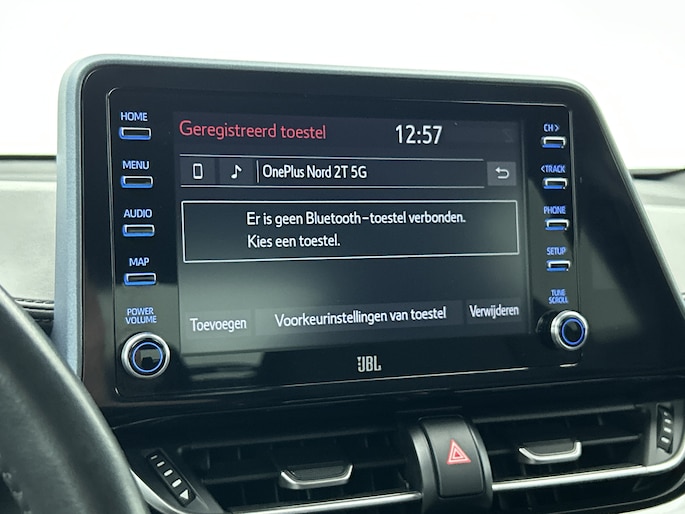 HOME
Geregistreerd toestel
12:57
CH>
MENU
OnePlus Nord 2T 5G
<TRACK
AUDIO
Er is geen Bluetooth-toestel verbonden.
Kies een toestel.
PHONE
MAP
SETUP
POWER
VOLUME
Toevoegen
Voorkeurinstellingen van toestel
Verwijderen
TUNE
SCROLL
JBL